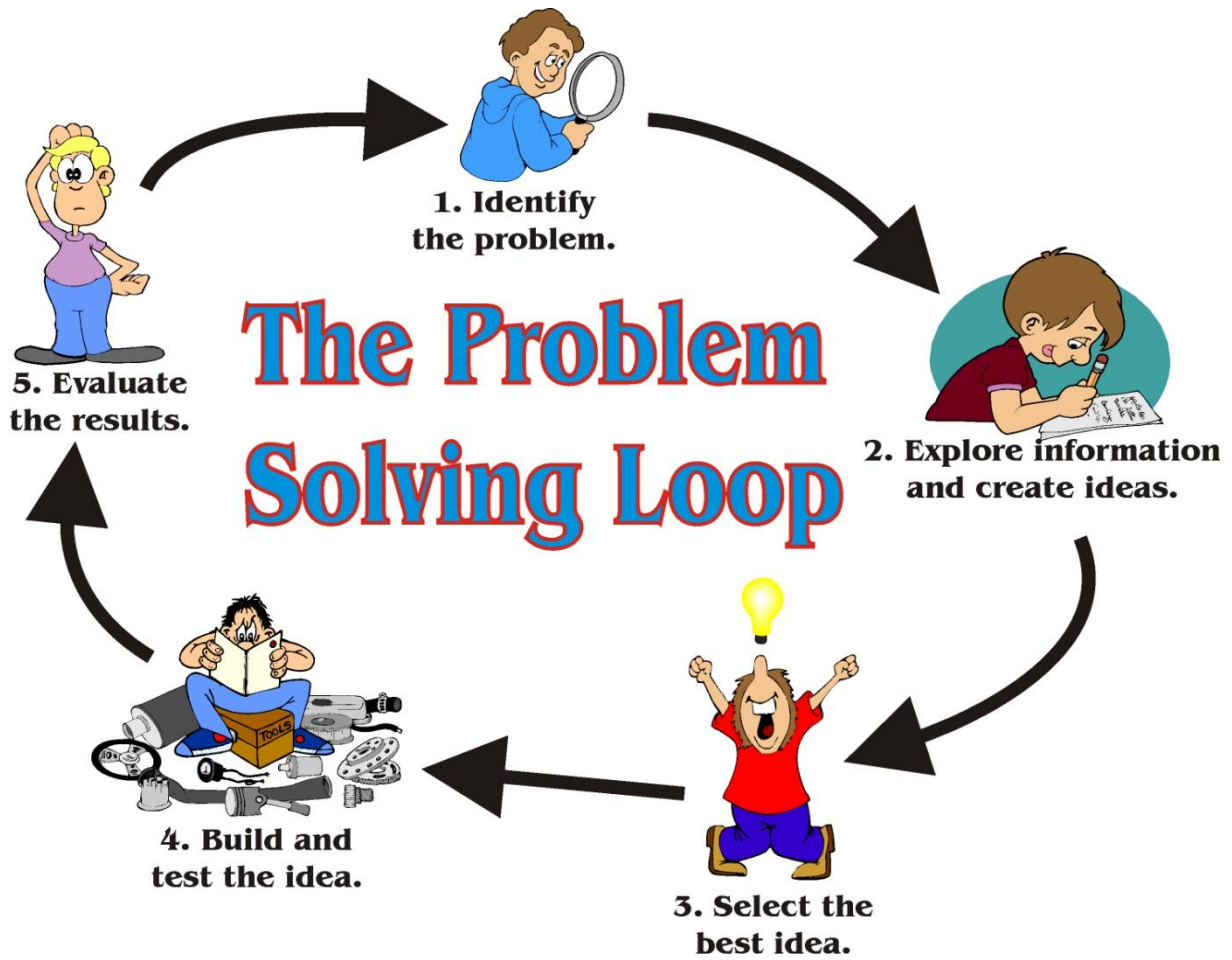 The Problem
Solving Loop
1. Identify
the problem.
2. Explore information
and create ideas.
3. Select the
best idea.
4. Build and
test the idea.
TOOLS
5. Evaluate
the results.